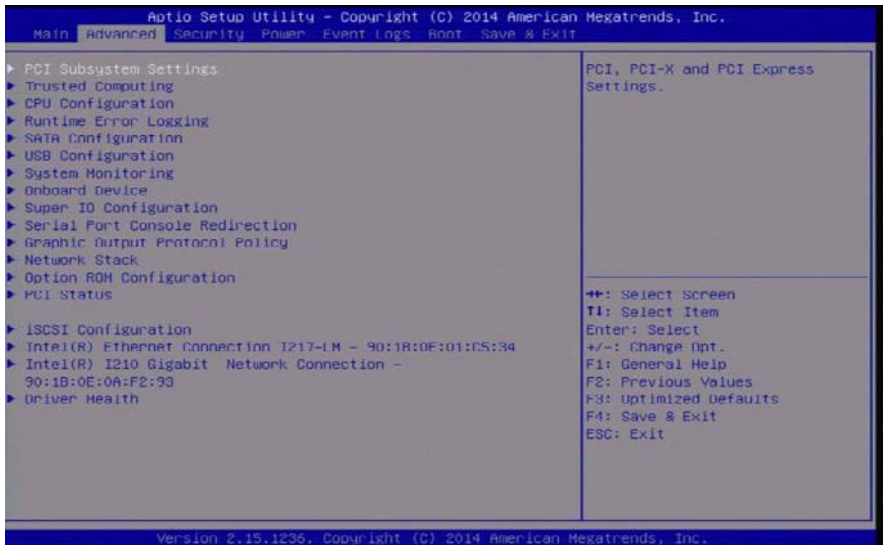 Aptio Setup Utility - Copyright (C) 2014 American Megatrends, Inc.
Main Advanced Security Power Event Logs Boot Save & Exit
PCI Subsystem Settings
Trusted Computing
CPU Configuration
Runtime Error Logging
SATA Configuration
USB Configuration
System Monitoring
Onboard Device
Super IO Configuration
Serial Port Console Redirection
Graphic Output Protocol Policy
Network Stack
Option ROM Configuration
PCI Status
iSCSI Configuration
Intel(R) Ethernet Connection I217-LM - 90:1B:0E:01:C5:34
Intel(R) I210 Gigabit Network Connection -
90:1B:0E:0A:F2:93
Driver Health
PCI, PCI-X and PCI Express
Settings.
→←: Select Screen
↑↓: Select Item
Enter: Select
+/-: Change Opt.
F1: General Help
F2: Previous Values
F3: Optimized Defaults
F4: Save & Exit
ESC: Exit
Version 2.15.1236. Copyright (C) 2014 American Megatrends, Inc.